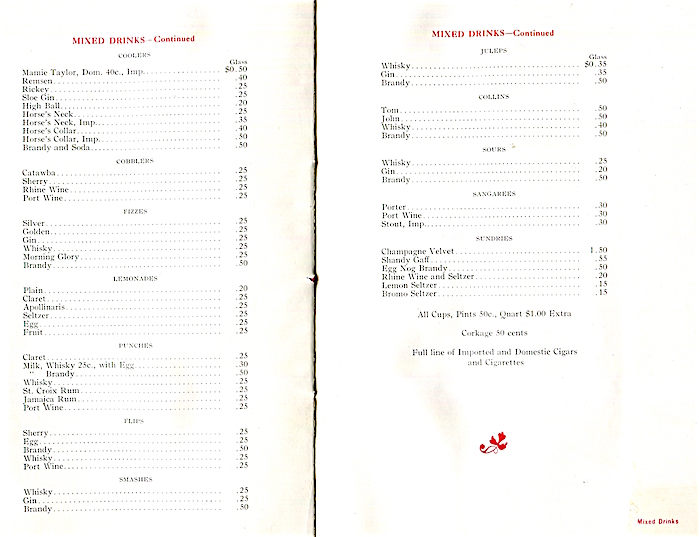 MIXED DRINKS—Continued
COOLERS
Glass
Mamie Taylor, Dom. 40c., Imp. $0.50
Remsen .40
Rickey .25
Sloe Gin .25
High Ball .20
Horse's Neck .25
Horse's Neck, Imp. .35
Horse's Collar .40
Horse's Collar, Imp. .50
Brandy and Soda .50
COBBLERS
Catawba .25
Sherry .25
Rhine Wine .25
Port Wine .25
FIZZES
Silver .25
Golden .25
Gin .25
Whisky .25
Morning Glory .25
Brandy .50
LEMONADES
Plain .20
Claret .25
Apollinaris .25
Seltzer .25
Egg .25
Fruit .25
PUNCHES
Claret .25
Milk, Whisky 25c., with Egg .30
" Brandy .50
Whisky .25
St. Croix Rum .25
Jamaica Rum .25
Port Wine .25
FLIPS
Sherry .25
Egg .25
Brandy .50
Whisky .25
Port Wine .25
SMASHES
Whisky .25
Gin .25
Brandy .50
MIXED DRINKS—Continued
JULEPS
Glass
Whisky $0.35
Gin .35
Brandy .50
COLLINS
Tom .50
John .50
Whisky .40
Brandy .50
SOURS
Whisky .25
Gin .20
Brandy .50
SANGAREES
Porter .30
Port Wine .30
Stout, Imp. .30
SUNDRIES
Champagne Velvet 1.50
Shandy Gaff .55
Egg Nog Brandy .50
Rhine Wine and Seltzer .20
Lemon Seltzer .15
Bromo Seltzer .15
All Cups, Pints 50c., Quart $1.00 Extra
Corkage 50 cents
Full line of Imported and Domestic Cigars
and Cigarettes
Mixed Drinks